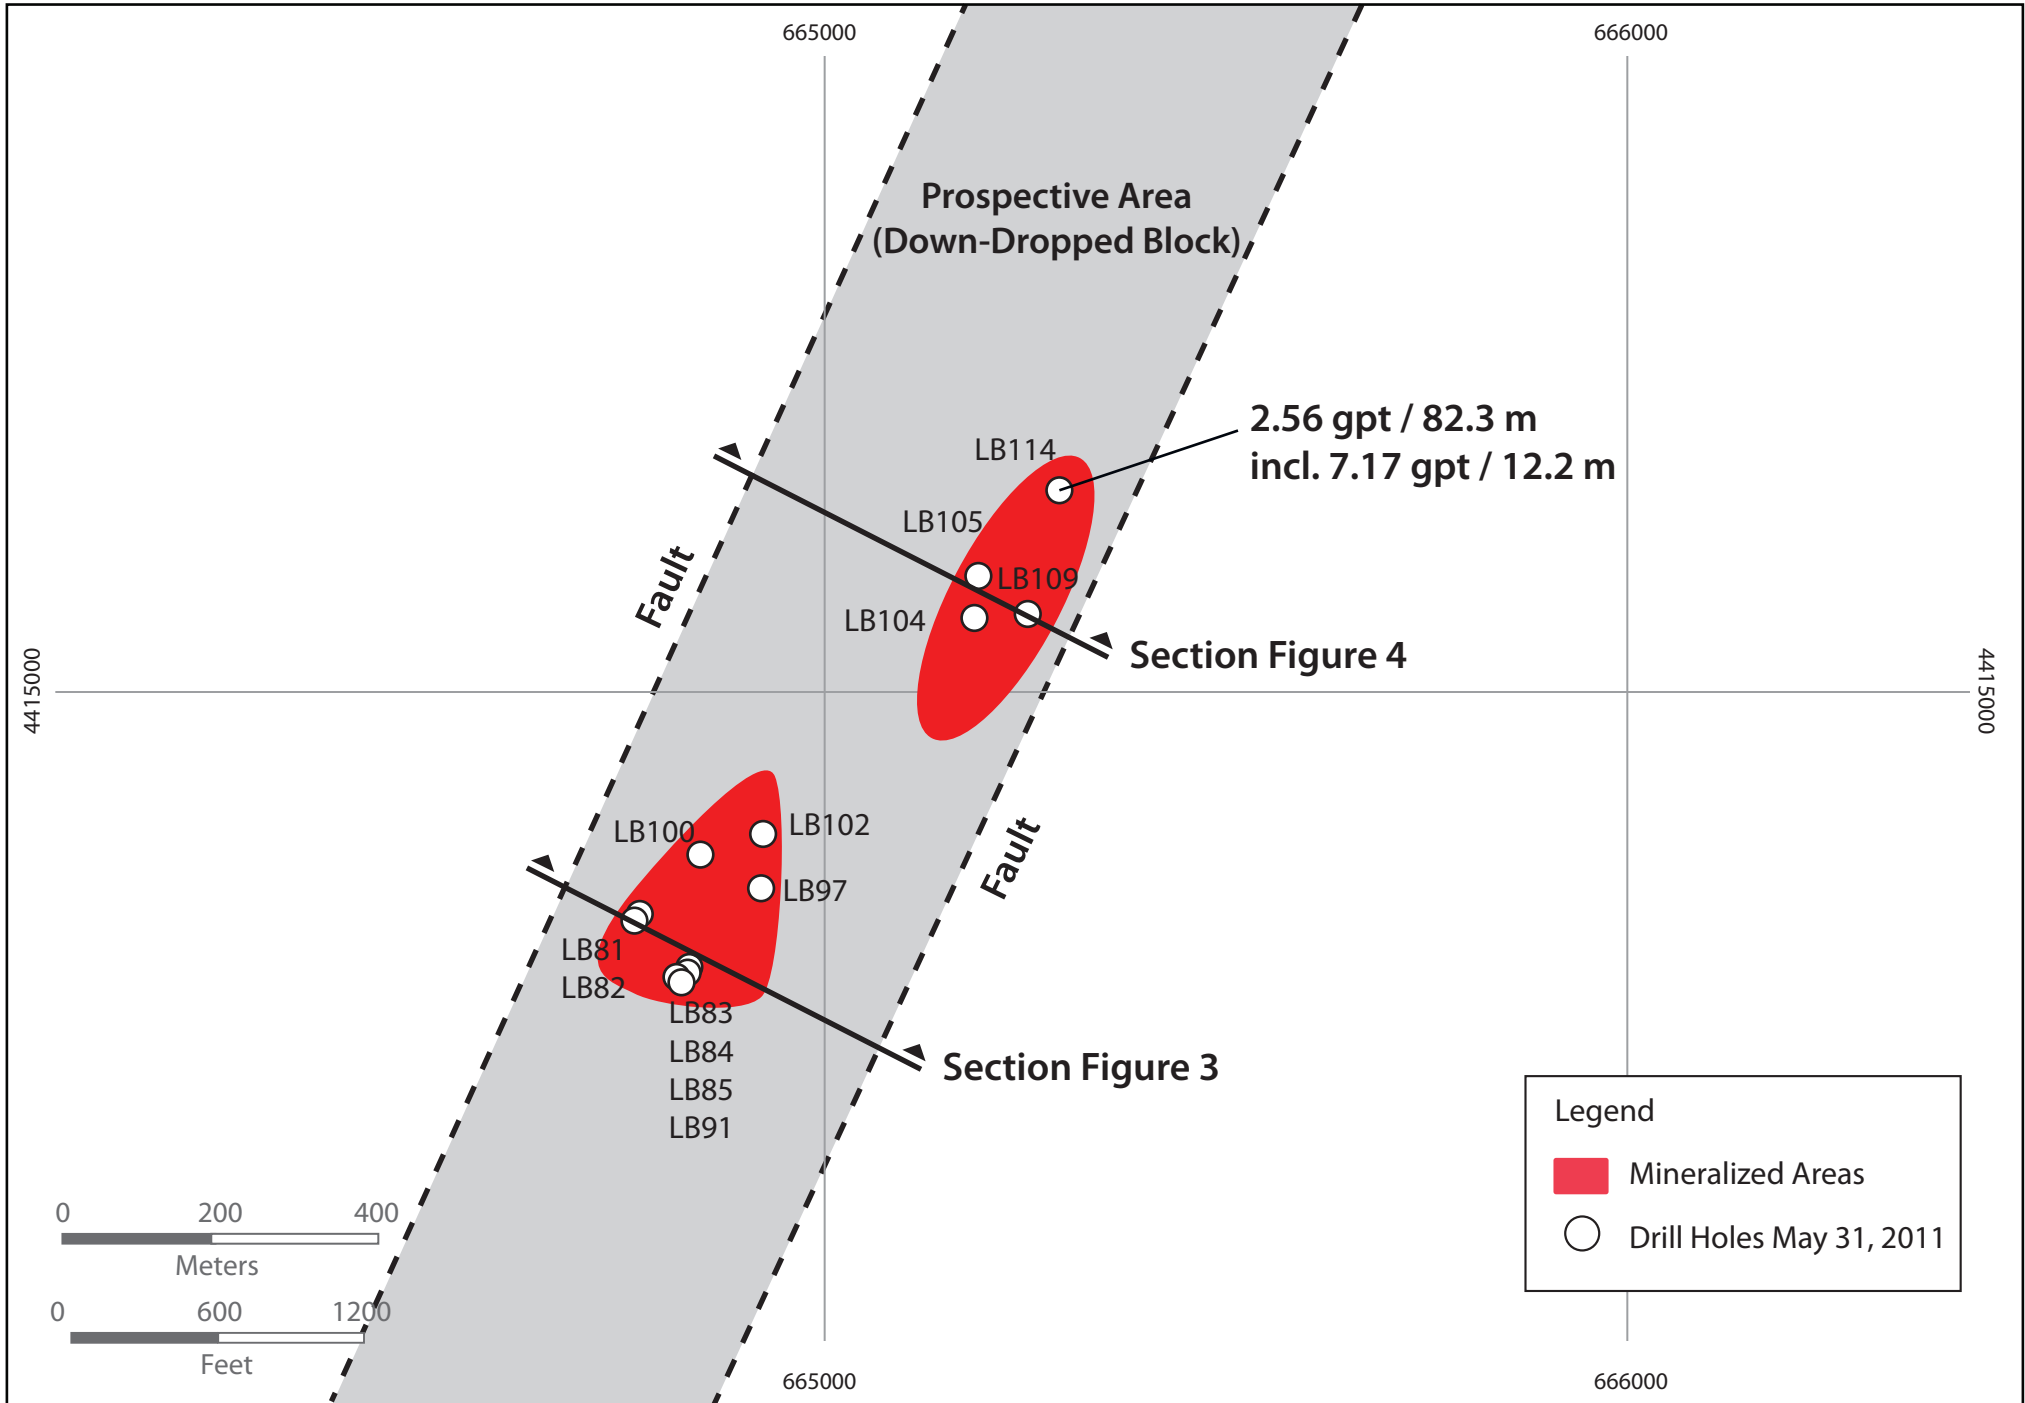 665000
666000
Prospective Area
(Down-Dropped Block)
2.56 gpt / 82.3 m
incl. 7.17 gpt / 12.2 m
LB114
LB105
LB109
LB104
Fault
Section Figure 4
4415000
4415000
LB100
LB102
LB97
Fault
LB81
LB82
LB83
LB84
LB85
LB91
Section Figure 3
Legend
Mineralized Areas
Drill Holes May 31, 2011
0 200 400
Meters
0 600 1200
Feet
665000
666000